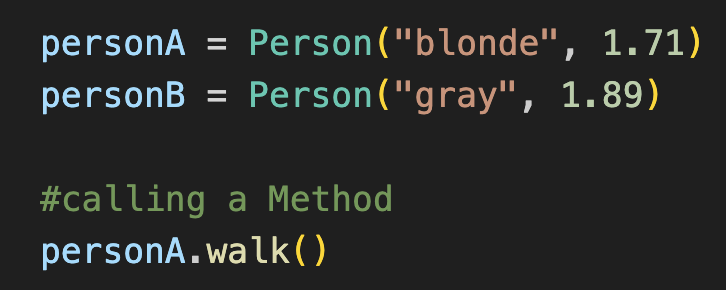 personA = Person("blonde", 1.71)
personB = Person("gray", 1.89)
#calling a Method
personA.walk()